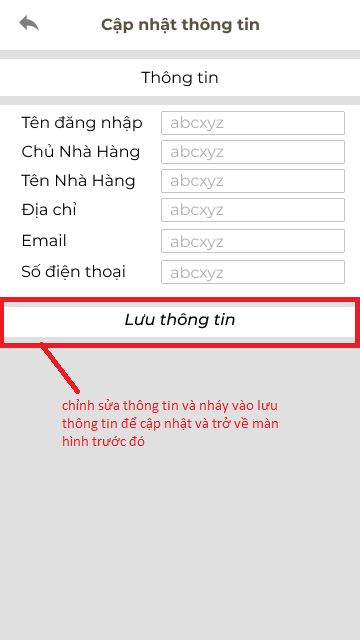 Cập nhật thông tin
Thông tin
Tên đăng nhập abcxyz
Chủ Nhà Hàng abcxyz
Tên Nhà Hàng abcxyz
Địa chỉ abcxyz
Email abcxyz
Số điện thoại abcxyz
Lưu thông tin
chỉnh sửa thông tin và nháy vào lưu
thông tin để cập nhật và trở về màn
hình trước đó